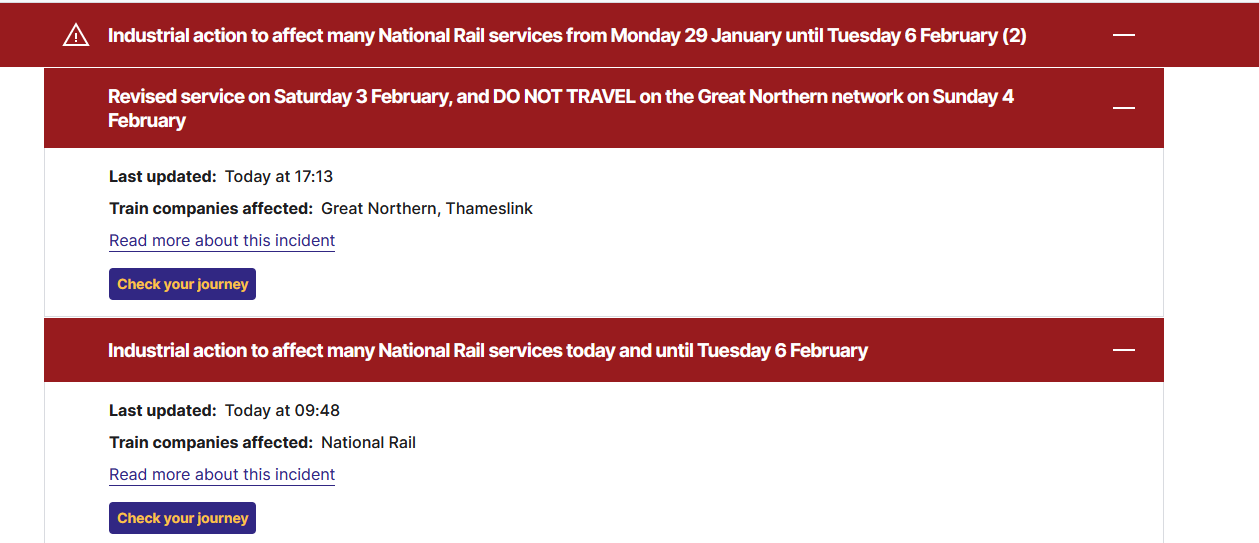 Industrial action to affect many National Rail services from Monday 29 January until Tuesday 6 February (2)
Revised service on Saturday 3 February, and DO NOT TRAVEL on the Great Northern network on Sunday 4
February
Last updated: Today at 17:13
Train companies affected: Great Northern, Thameslink
Read more about this incident
Check your journey
Industrial action to affect many National Rail services today and until Tuesday 6 February
Last updated: Today at 09:48
Train companies affected: National Rail
Read more about this incident
Check your journey